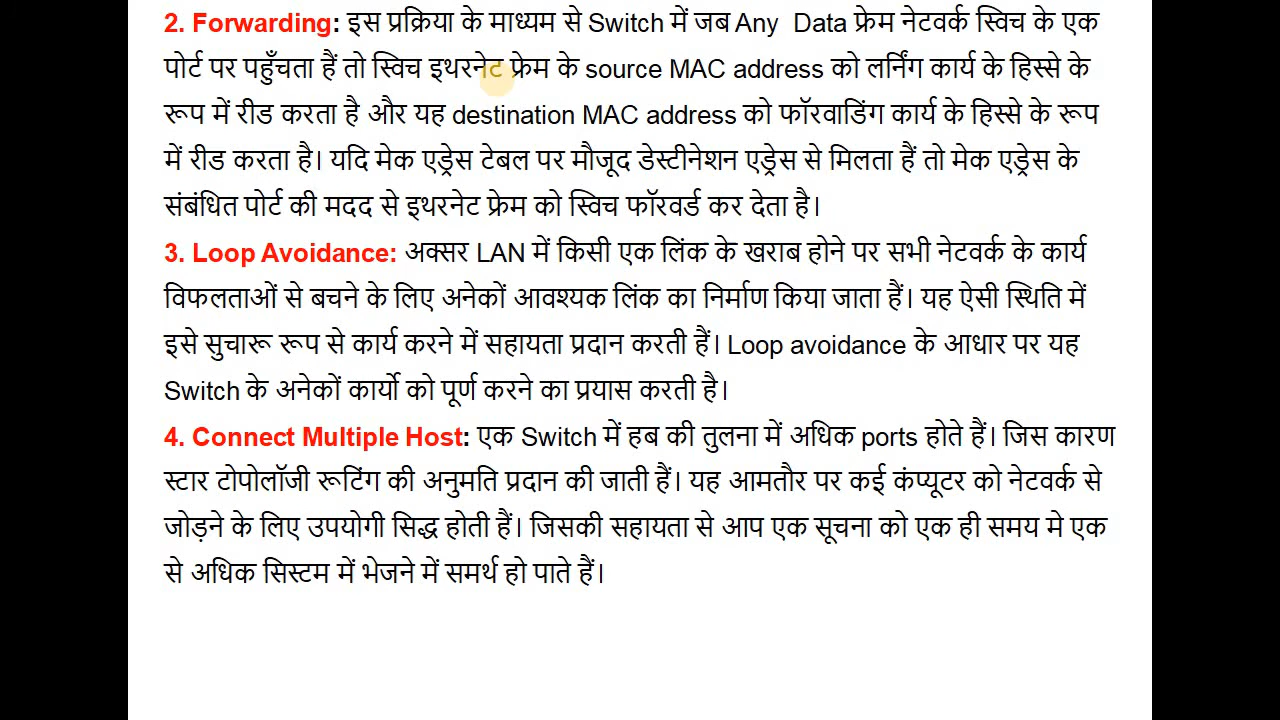 2. Forwarding: इस प्रक्रिया के माध्यम से Switch में जब Any Data फ्रेम नेटवर्क स्विच के एक
पोर्ट पर पहुँचता हैं तो स्विच इथरनेट फ्रेम के source MAC address को लर्निंग कार्य के हिस्से के
रूप में रीड करता है और यह destination MAC address को फॉरवाडिंग कार्य के हिस्से के रूप
में रीड करता है। यदि मेक एड्रेस टेबल पर मौजूद डेस्टीनेशन एड्रेस से मिलता हैं तो मेक एड्रेस के
संबंधित पोर्ट की मदद से इथरनेट फ्रेम को स्विच फॉरवर्ड कर देता है।
3. Loop Avoidance: अक्सर LAN में किसी एक लिंक के खराब होने पर सभी नेटवर्क के कार्य
विफलताओं से बचने के लिए अनेकों आवश्यक लिंक का निर्माण किया जाता हैं। यह ऐसी स्थिति में
इसे सुचारू रूप से कार्य करने में सहायता प्रदान करती हैं। Loop avoidance के आधार पर यह
Switch के अनेकों कार्यो को पूर्ण करने का प्रयास करती है।
4. Connect Multiple Host: एक Switch में हब की तुलना में अधिक ports होते हैं। जिस कारण
स्टार टोपोलॉजी रूटिंग की अनुमति प्रदान की जाती हैं। यह आमतौर पर कई कंप्यूटर को नेटवर्क से
जोड़ने के लिए उपयोगी सिद्ध होती हैं। जिसकी सहायता से आप एक सूचना को एक ही समय मे एक
से अधिक सिस्टम में भेजने में समर्थ हो पाते हैं।